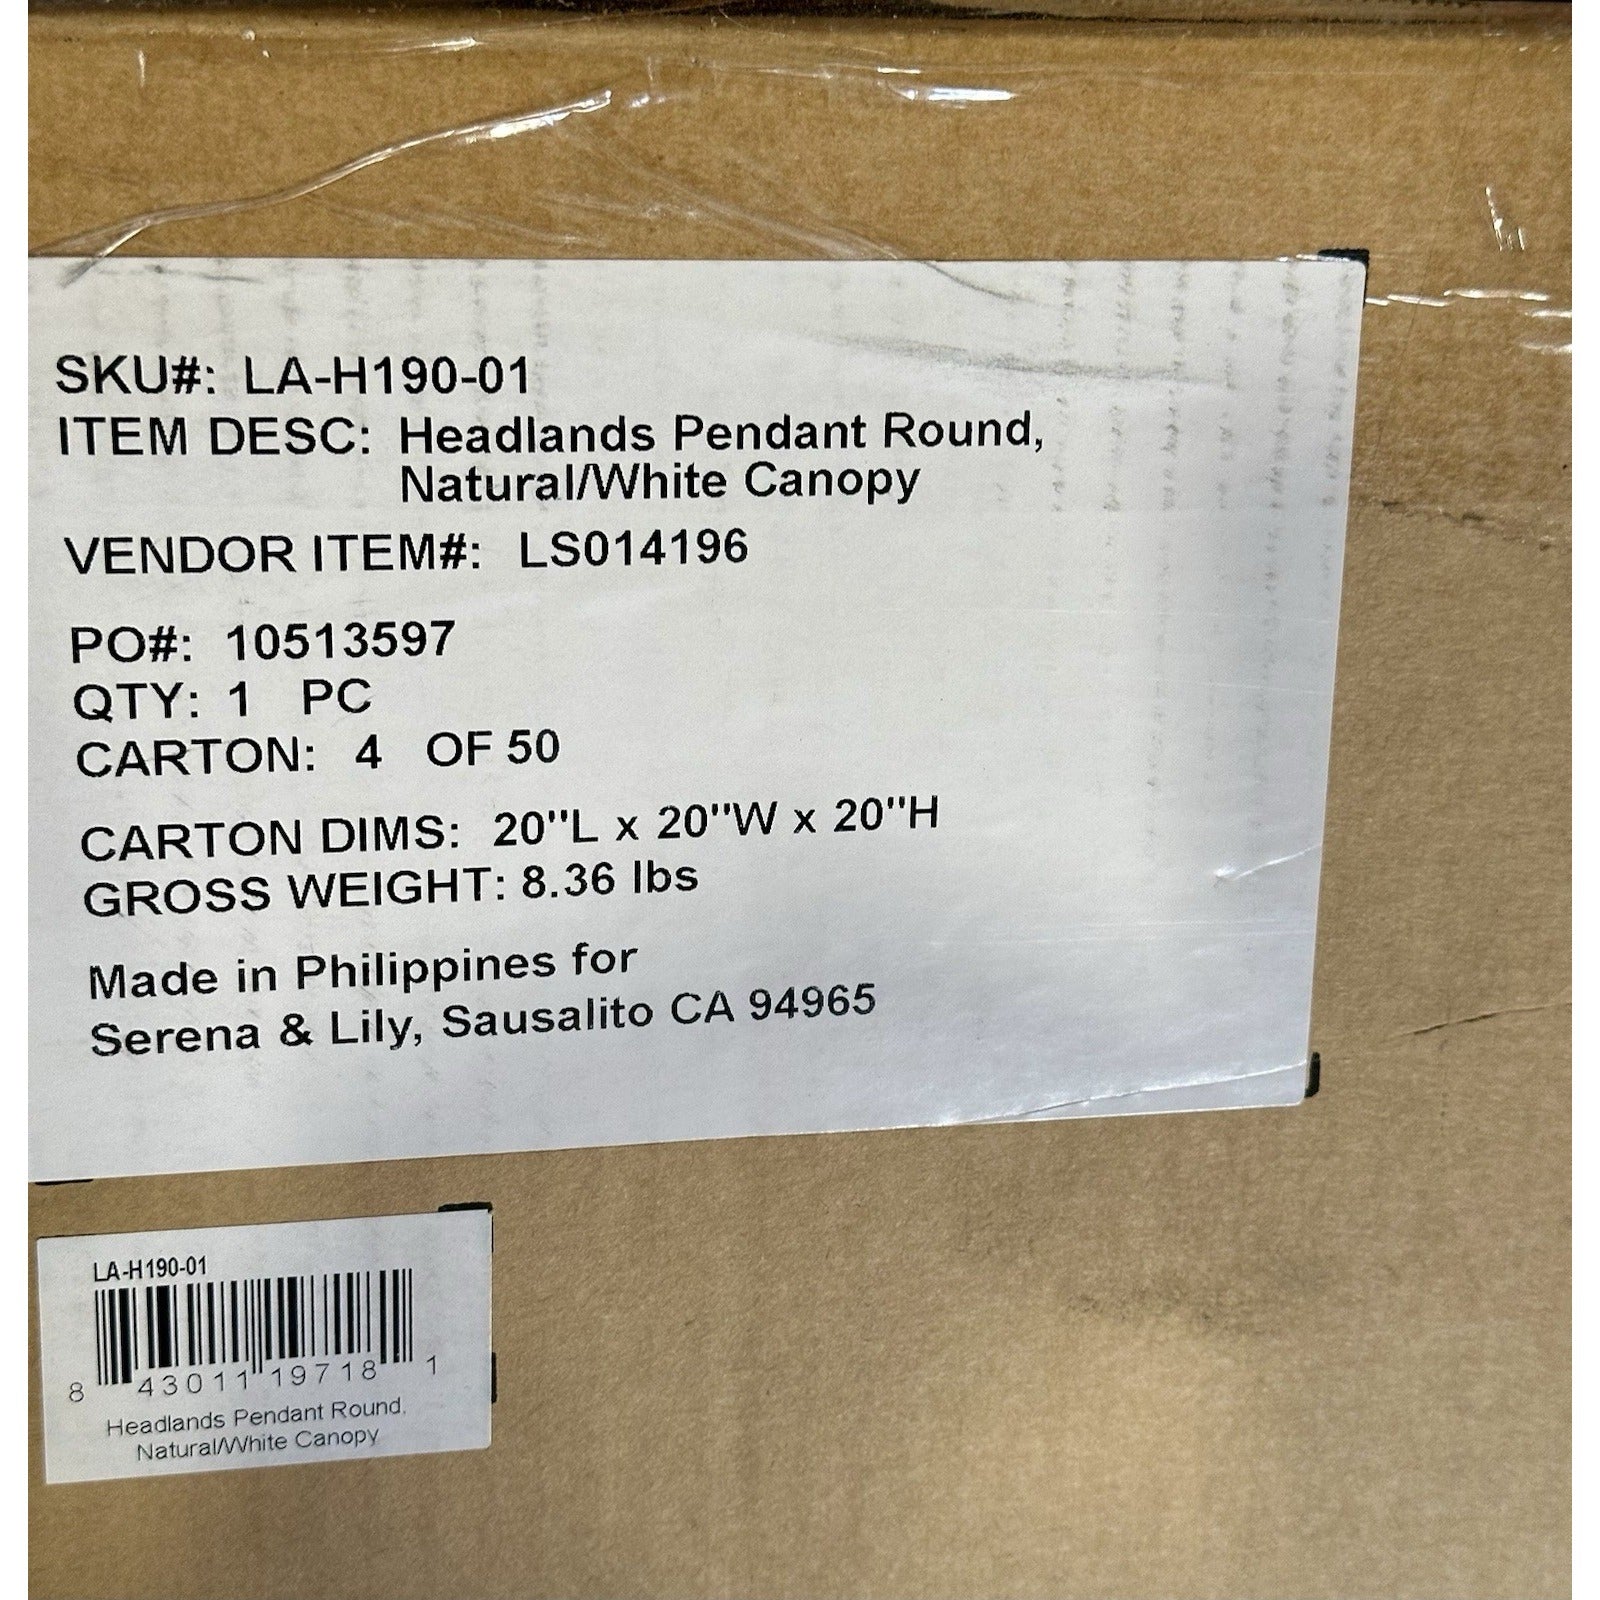 SKU#: LA-H190-01
ITEM DESC: Headlands Pendant Round,
Natural/White Canopy
VENDOR ITEM#: LS014196
PO#: 10513597
QTY: 1 PC
CARTON: 4 OF 50
CARTON DIMS: 20"L x 20"W x 20"H
GROSS WEIGHT: 8.36 lbs
Made in Philippines for
Serena & Lily, Sausalito CA 94965
LA-H190-01
8 43011 19718 1
Headlands Pendant Round,
Natural/White Canopy